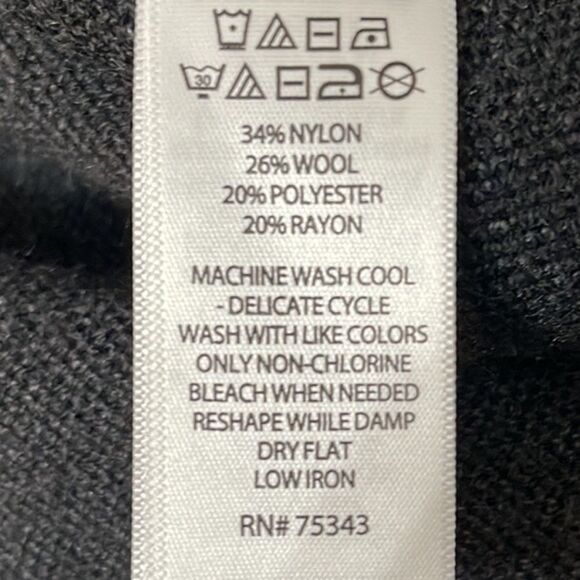 30
34% NYLON
26% WOOL
20% POLYESTER
20% RAYON
MACHINE WASH COOL
- DELICATE CYCLE
WASH WITH LIKE COLORS
ONLY NON-CHLORINE
BLEACH WHEN NEEDED
RESHAPE WHILE DAMP
DRY FLAT
LOW IRON
RN# 75343